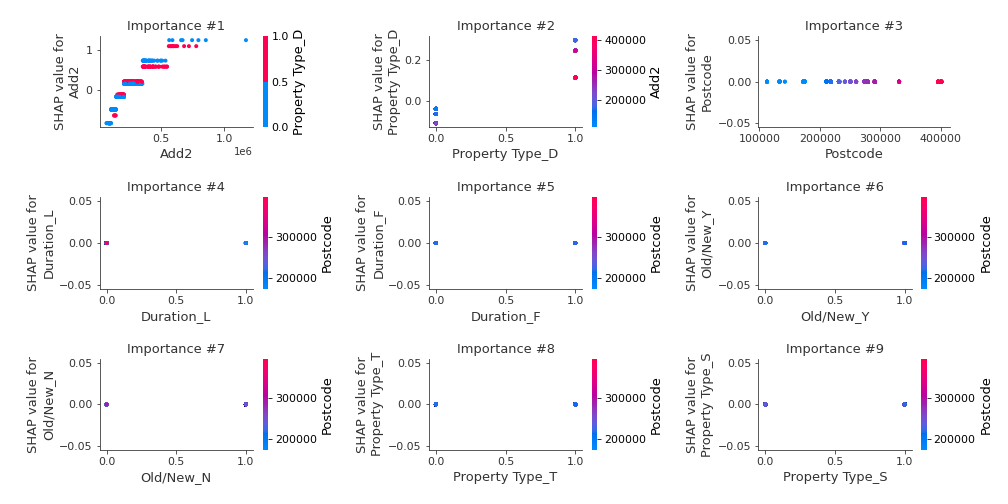 Importance #1
SHAP value for
Add2
1
0
0.5
1.0
1e6
Add2
1.0
0.5
0.0
Property Type_D
Importance #2
SHAP value for
Property Type_D
0.2
0.0
0.0
0.5
1.0
Property Type_D
400000
300000
200000
Add2
Importance #3
SHAP value for
Postcode
0.05
0.00
−0.05
100000
200000
300000
400000
Postcode
Importance #4
SHAP value for
Duration_L
0.05
0.00
−0.05
0.0
0.5
1.0
Duration_L
300000
200000
Postcode
Importance #5
SHAP value for
Duration_F
0.05
0.00
−0.05
0.0
0.5
1.0
Duration_F
300000
200000
Postcode
Importance #6
SHAP value for
Old/New_Y
0.05
0.00
−0.05
0.0
0.5
1.0
Old/New_Y
300000
200000
Postcode
Importance #7
SHAP value for
Old/New_N
0.05
0.00
−0.05
0.0
0.5
1.0
Old/New_N
300000
200000
Postcode
Importance #8
SHAP value for
Property Type_T
0.05
0.00
−0.05
0.0
0.5
1.0
Property Type_T
300000
200000
Postcode
Importance #9
SHAP value for
Property Type_S
0.05
0.00
−0.05
0.0
0.5
1.0
Property Type_S
300000
200000
Postcode